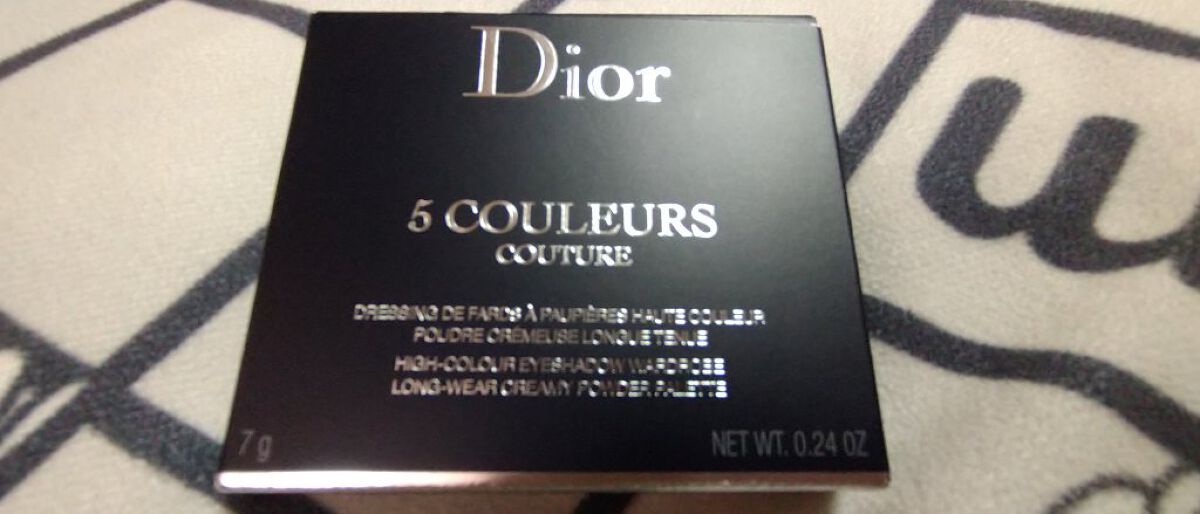 Dior
5 COULEURS
COUTURE
DRESSING DE FARDS À PAUPIÈRES HAUTE COULEUR
POUDRE CRÉMEUSE LONGUE TENUE
HIGH-COLOUR EYESHADOW WARDROBE
LONG-WEAR CREAMY POWDER PALETTE
7 g
NET WT. 0.24 OZ